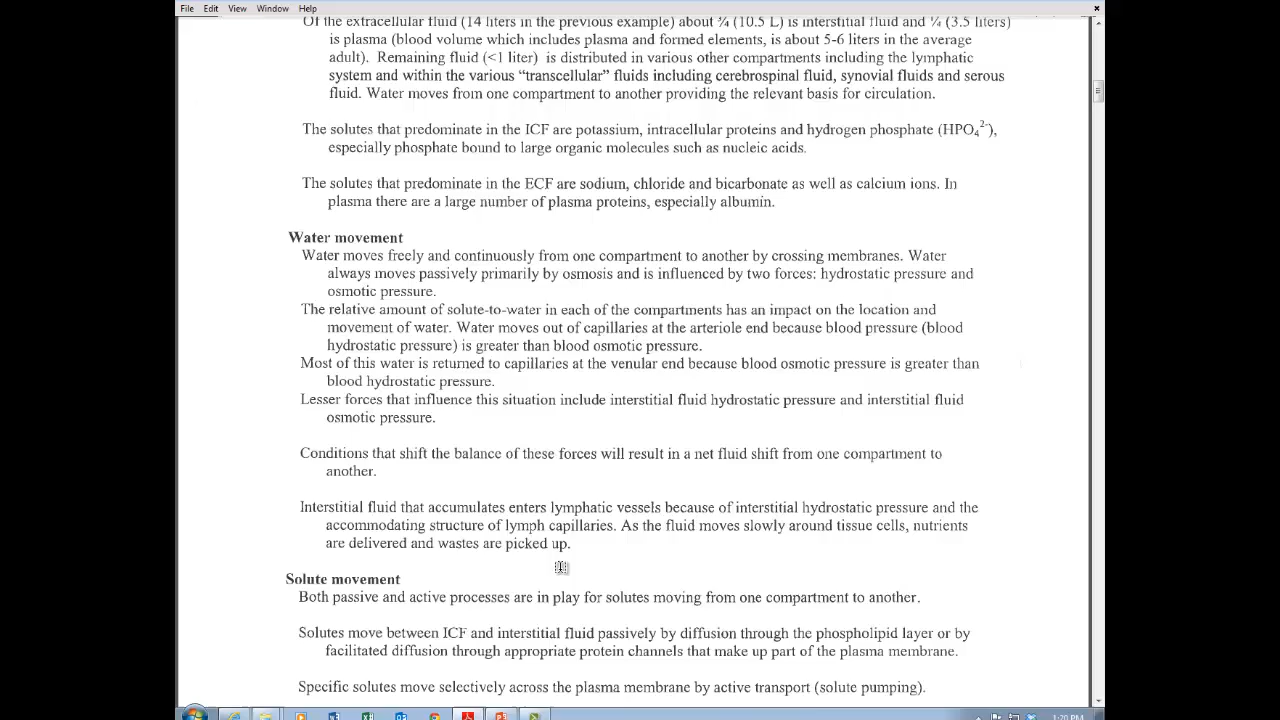 File Edit View Window Help
Of the extracellular fluid (14 liters in the previous example) about ¾ (10.5 L) is interstitial fluid and ¼ (3.5 liters)
is plasma (blood volume which includes plasma and formed elements, is about 5-6 liters in the average
adult). Remaining fluid (<1 liter) is distributed in various other compartments including the lymphatic
system and within the various “transcellular” fluids including cerebrospinal fluid, synovial fluids and serous
fluid. Water moves from one compartment to another providing the relevant basis for circulation.
The solutes that predominate in the ICF are potassium, intracellular proteins and hydrogen phosphate (HPO₄²⁻),
especially phosphate bound to large organic molecules such as nucleic acids.
The solutes that predominate in the ECF are sodium, chloride and bicarbonate as well as calcium ions. In
plasma there are a large number of plasma proteins, especially albumin.
Water movement
Water moves freely and continuously from one compartment to another by crossing membranes. Water
always moves passively primarily by osmosis and is influenced by two forces: hydrostatic pressure and
osmotic pressure.
The relative amount of solute-to-water in each of the compartments has an impact on the location and
movement of water. Water moves out of capillaries at the arteriole end because blood pressure (blood
hydrostatic pressure) is greater than blood osmotic pressure.
Most of this water is returned to capillaries at the venular end because blood osmotic pressure is greater than
blood hydrostatic pressure.
Lesser forces that influence this situation include interstitial fluid hydrostatic pressure and interstitial fluid
osmotic pressure.
Conditions that shift the balance of these forces will result in a net fluid shift from one compartment to
another.
Interstitial fluid that accumulates enters lymphatic vessels because of interstitial hydrostatic pressure and the
accommodating structure of lymph capillaries. As the fluid moves slowly around tissue cells, nutrients
are delivered and wastes are picked up.
Solute movement
Both passive and active processes are in play for solutes moving from one compartment to another.
Solutes move between ICF and interstitial fluid passively by diffusion through the phospholipid layer or by
facilitated diffusion through appropriate protein channels that make up part of the plasma membrane.
Specific solutes move selectively across the plasma membrane by active transport (solute pumping).
1:20 PM